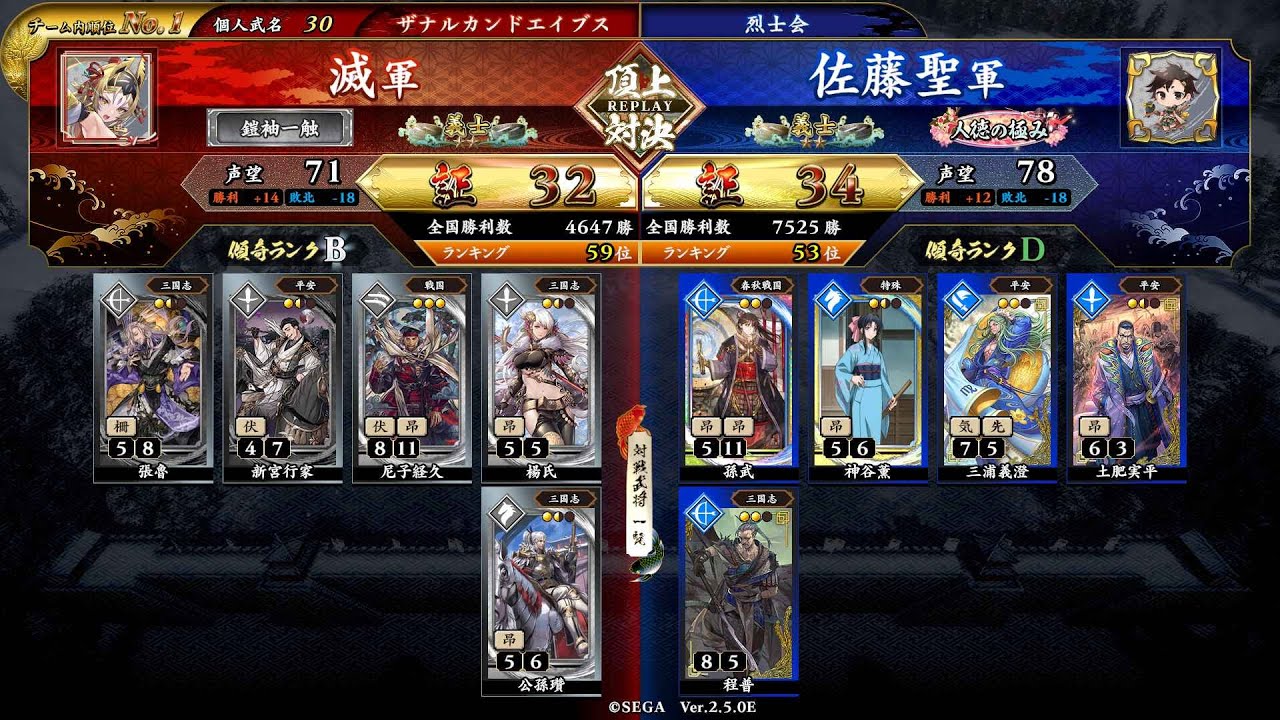 チーム内順位 No.1 個人武名 30 ザナルカンドエイブス 烈士会
滅軍 頂上 REPLAY 対決 佐藤聖軍
鎧袖一触 義士 義士 人徳の極み
声望 71 証 32 証 34 声望 78
勝利 +14 敗北 -18 勝利 +12 敗北 -18
全国勝利数 4647勝 全国勝利数 7525勝
傾奇ランクB ランキング 59位 ランキング 53位 傾奇ランクD
三国志 平安 戦国 三国志 春秋戦国 特殊 平安 平安
柵 伏 伏 昂 昂 昂 昂 昂 気 先 昂
5 8 4 7 8 11 5 5 5 11 5 6 7 5 6 3
張魯 新宮行家 尼子経久 楊氏 孫武 神谷薫 三浦義澄 土肥実平
対戦武将一覧
三国志 三国志
昂
5 6 8 5
公孫瓚 程普
©SEGA Ver.2.5.0E